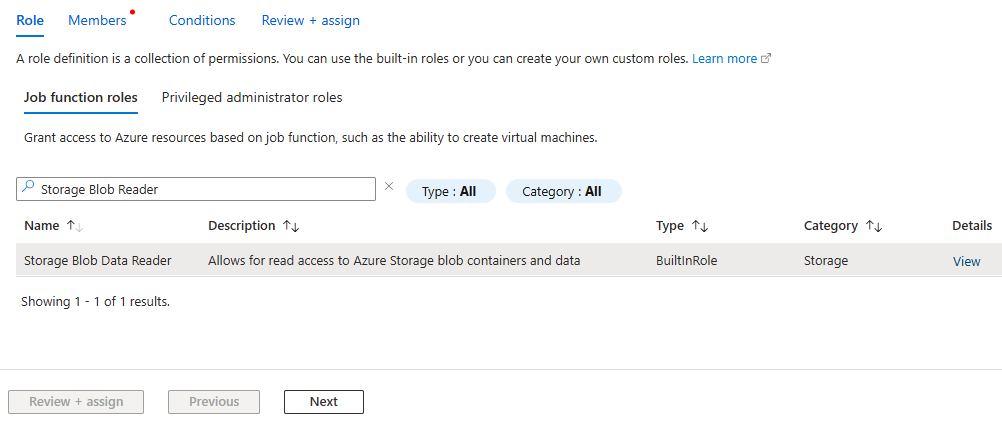 Role Members Conditions Review + assign
A role definition is a collection of permissions. You can use the built-in roles or you can create your own custom roles. Learn more
Job function roles Privileged administrator roles
Grant access to Azure resources based on job function, such as the ability to create virtual machines.
Storage Blob Reader Type : All Category : All
Name Description Type Category Details
Storage Blob Data Reader Allows for read access to Azure Storage blob containers and data BuiltInRole Storage View
Showing 1 - 1 of 1 results.
Review + assign Previous Next